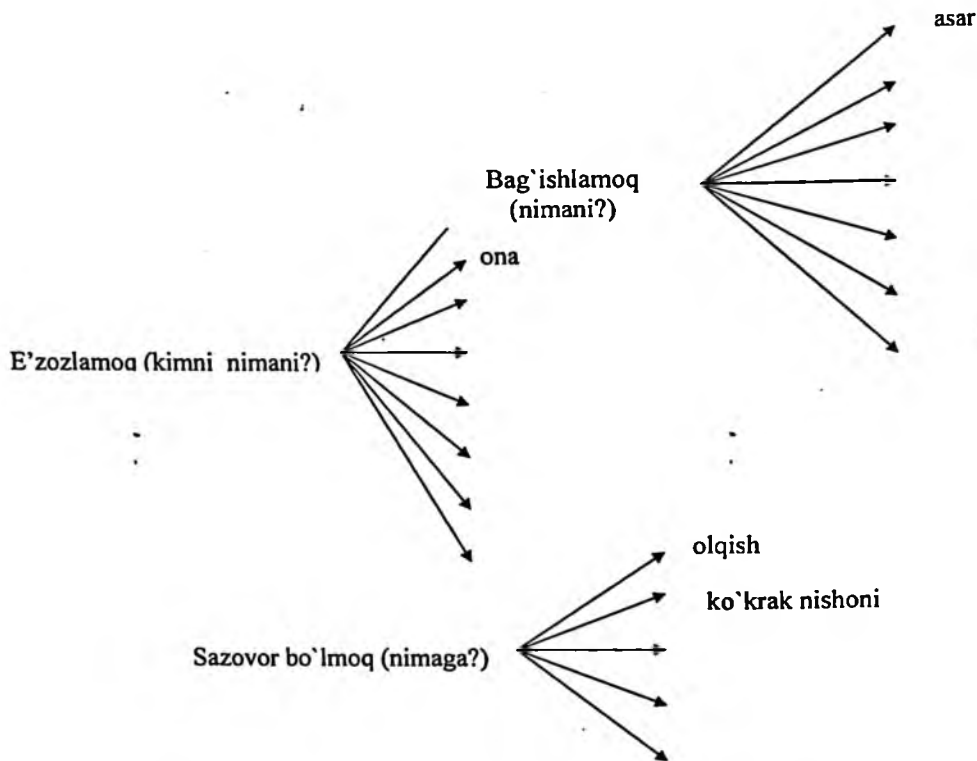 asar
Bag`ishlamoq
(nimani?)
ona
E’zozlamoq (kimni nimani?)
olqish
ko`krak nishoni
Sazovor bo`lmoq (nimaga?)